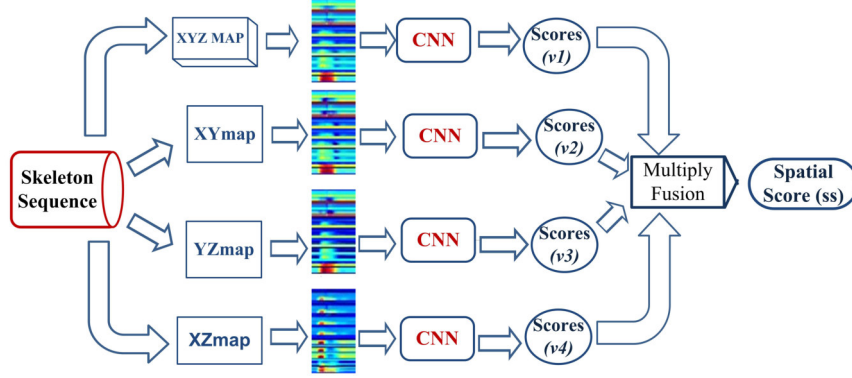 XYZ MAP
CNN
Scores
(v1)
XYmap
CNN
Scores
(v2)
Skeleton
Sequence
Multiply
Fusion
Spatial
Score (ss)
YZmap
CNN
Scores
(v3)
XZmap
CNN
Scores
(v4)